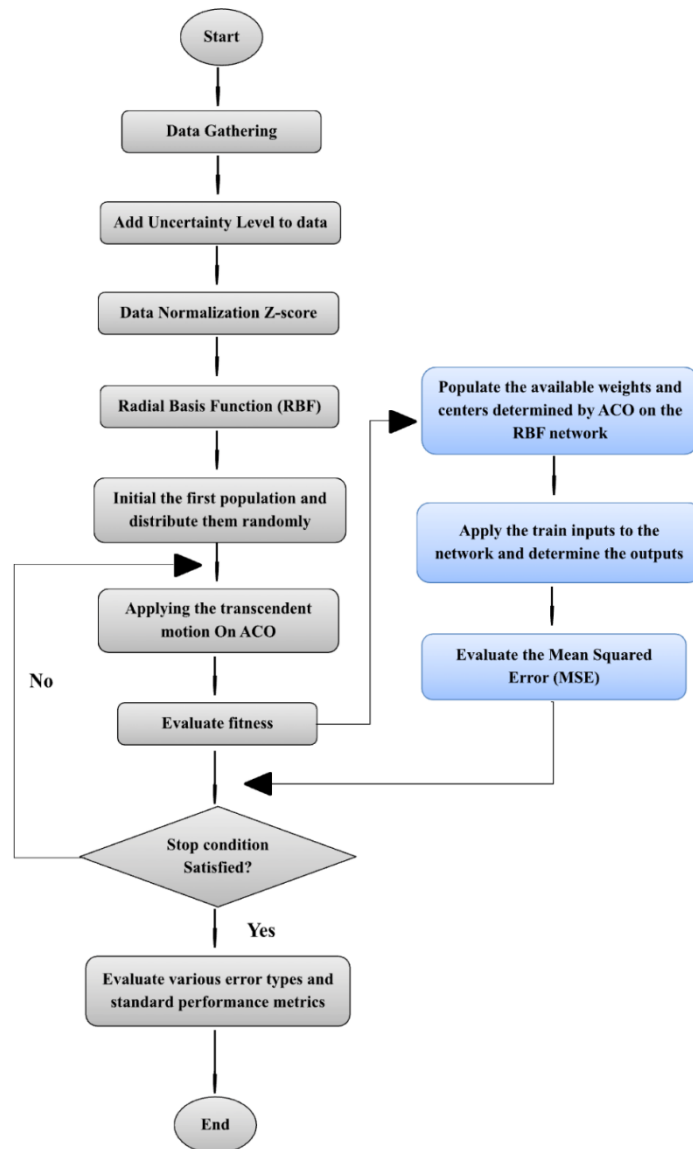 Start
Data Gathering
Add Uncertainty Level to data
Data Normalization Z-score
Radial Basis Function (RBF)
Initial the first population and
distribute them randomly
Applying the transcendent
motion On ACO
No
Evaluate fitness
Populate the available weights and
centers determined by ACO on the
RBF network
Apply the train inputs to the
network and determine the outputs
Evaluate the Mean Squared
Error (MSE)
Stop condition
Satisfied?
Yes
Evaluate various error types and
standard performance metrics
End